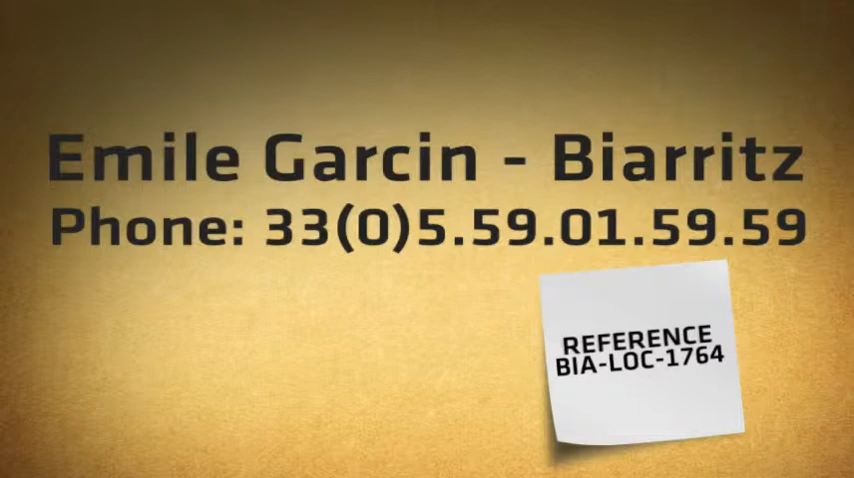 Emile Garcin - Biarritz
Phone: 33(0)5.59.01.59.59
REFERENCE
BIA-LOC-1764